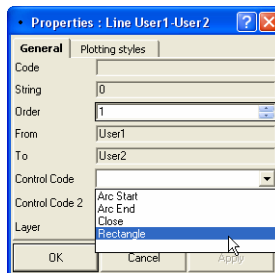 Properties : Line User1-User2
General Plotting styles
Code
String 0
Order 1
From User1
To User2
Control Code
Arc Start
Control Code 2 Arc End
Close
Layer Rectangle
OK Cancel Apply